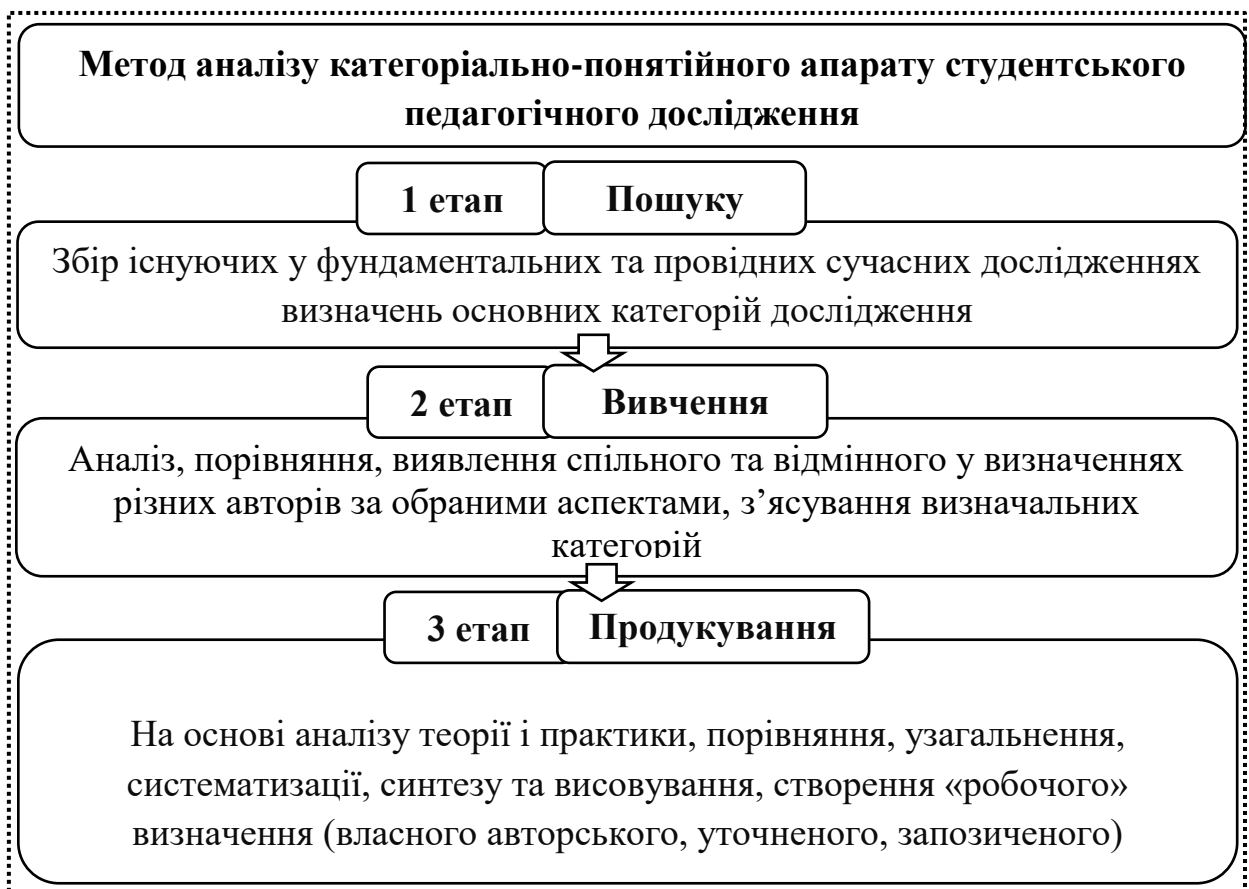 Метод аналізу категоріально-понятійного апарату студентського
педагогічного дослідження
1 етап Пошуку
Збір існуючих у фундаментальних та провідних сучасних дослідженнях
визначень основних категорій дослідження
2 етап Вивчення
Аналіз, порівняння, виявлення спільного та відмінного у визначеннях
різних авторів за обраними аспектами, з’ясування визначальних
категорій
3 етап Продукування
На основі аналізу теорії і практики, порівняння, узагальнення,
систематизації, синтезу та висовування, створення «робочого»
визначення (власного авторського, уточненого, запозиченого)